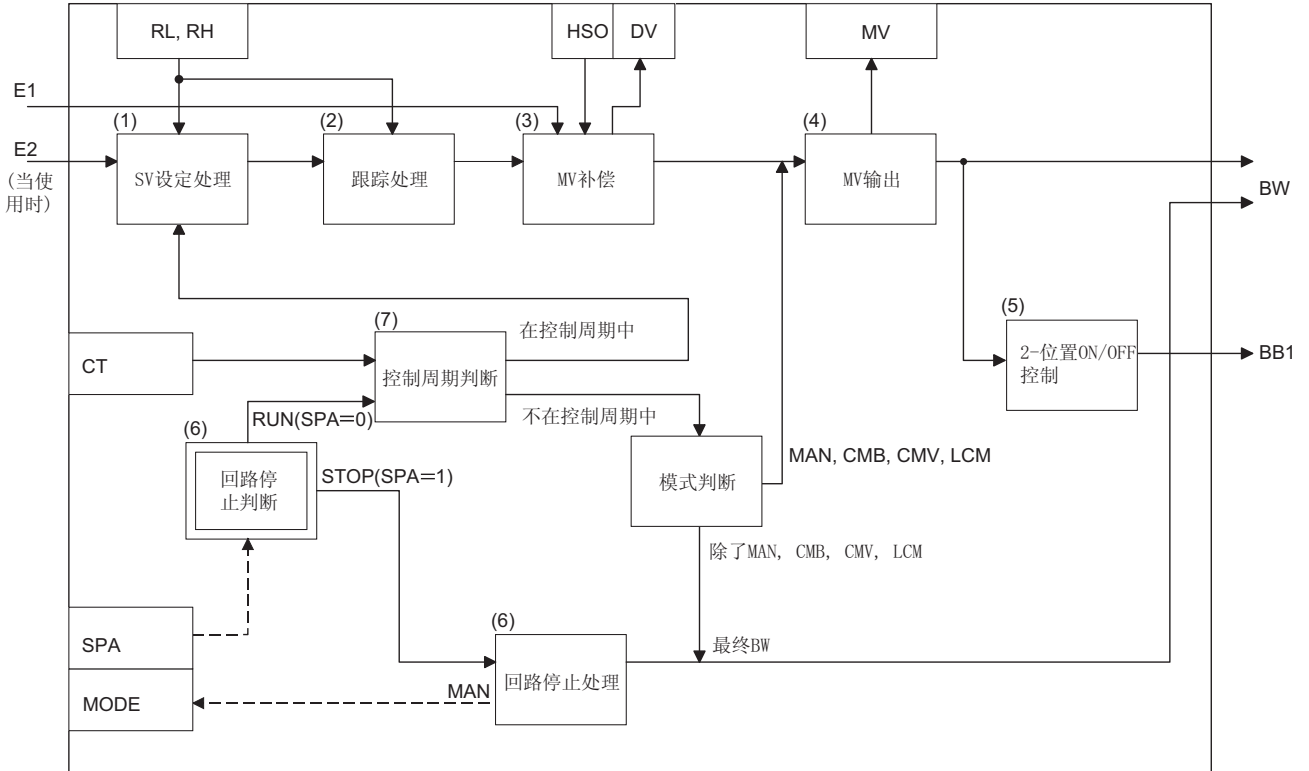 RL, RH
HSO
DV
MV
E1
(1)
(2)
(3)
(4)
E2
(当使
用时)
SV设定处理
跟踪处理
MV补偿
MV输出
BW
(5)
2-位置ON/OFF
控制
BB1
(7)
在控制周期中
CT
控制周期判断
不在控制周期中
RUN(SPA=0)
(6)
回路停
止判断
STOP(SPA=1)
模式判断
MAN, CMB, CMV, LCM
除了MAN, CMB, CMV, LCM
SPA
(6)
最终BW
回路停止处理
MAN
MODE